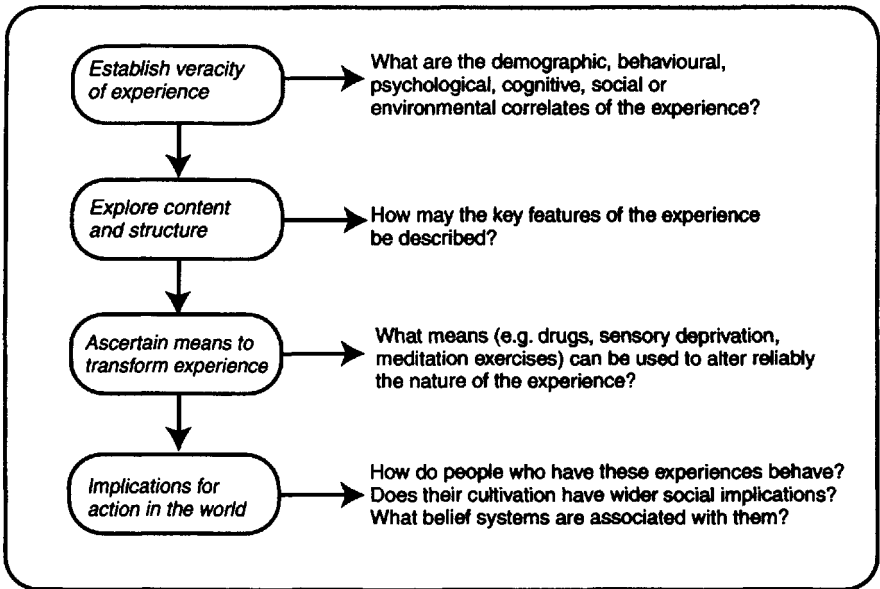 Establish veracity
of experience
What are the demographic, behavioural,
psychological, cognitive, social or
environmental correlates of the experience?
Explore content
and structure
How may the key features of the experience
be described?
Ascertain means to
transform experience
What means (e.g. drugs, sensory deprivation,
meditation exercises) can be used to alter reliably
the nature of the experience?
Implications for
action in the world
How do people who have these experiences behave?
Does their cultivation have wider social implications?
What belief systems are associated with them?